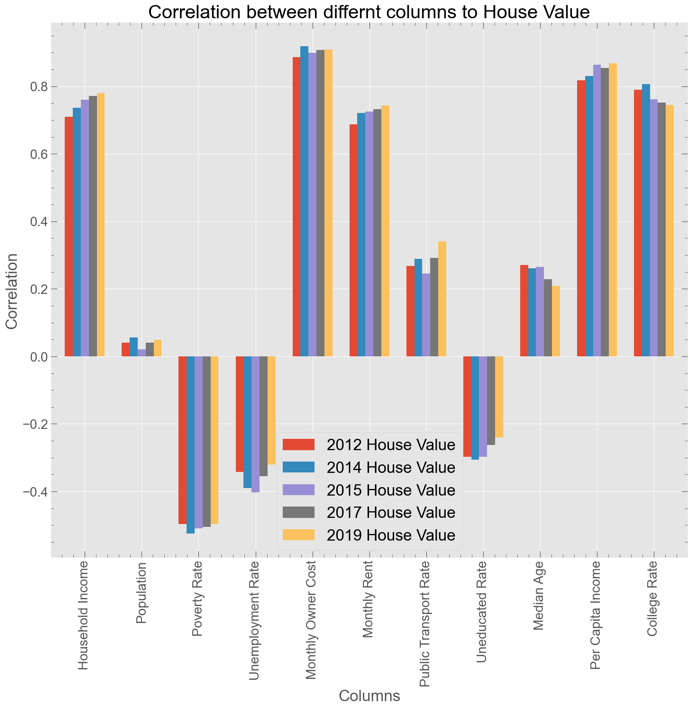 Correlation between differnt columns to House Value
Correlation
0.8
0.6
0.4
0.2
0.0
−0.2
−0.4
2012 House Value
2014 House Value
2015 House Value
2017 House Value
2019 House Value
Household Income
Population
Poverty Rate
Unemployment Rate
Monthly Owner Cost
Monthly Rent
Public Transport Rate
Uneducated Rate
Median Age
Per Capita Income
College Rate
Columns